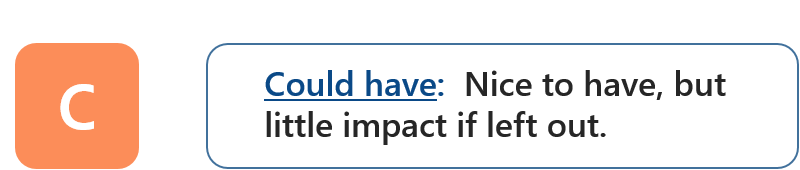 C
Could have: Nice to have, but
little impact if left out.